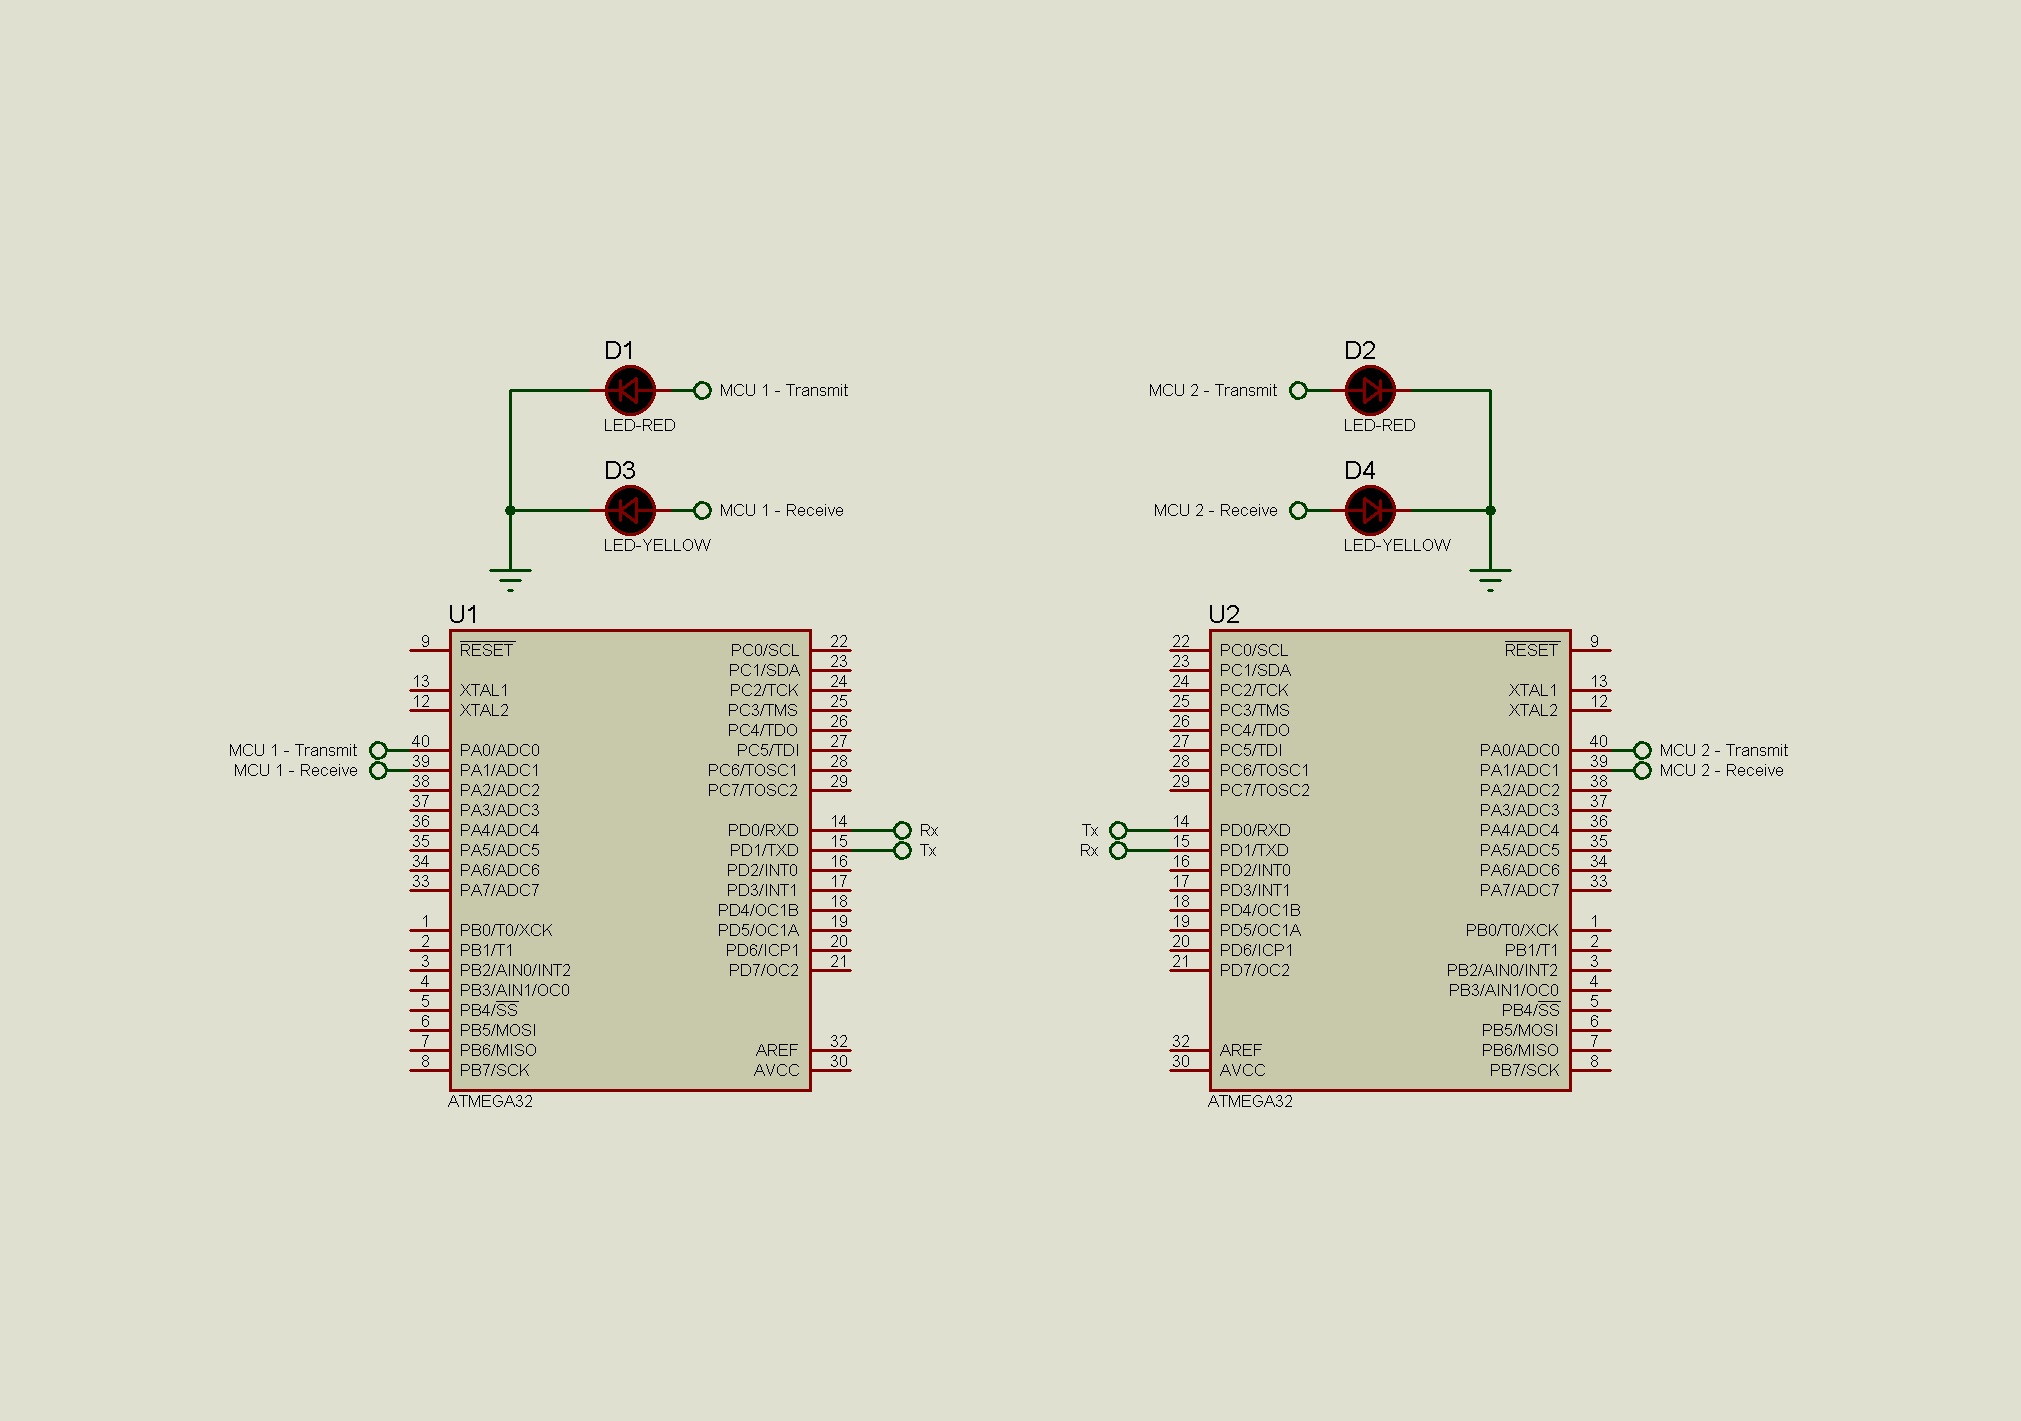 D1
MCU 1 - Transmit
LED-RED
D3
MCU 1 - Receive
LED-YELLOW
D2
MCU 2 - Transmit
LED-RED
D4
MCU 2 - Receive
LED-YELLOW
U1
9 RESET PC0/SCL 22
PC1/SDA 23
13 XTAL1 PC2/TCK 24
12 XTAL2 PC3/TMS 25
PC4/TDO 26
MCU 1 - Transmit 40 PA0/ADC0 PC5/TDI 27
MCU 1 - Receive 39 PA1/ADC1 PC6/TOSC1 28
38 PA2/ADC2 PC7/TOSC2 29
37 PA3/ADC3
36 PA4/ADC4 PD0/RXD 14 Rx
35 PA5/ADC5 PD1/TXD 15 Tx
34 PA6/ADC6 PD2/INT0 16
33 PA7/ADC7 PD3/INT1 17
PD4/OC1B 18
1 PB0/T0/XCK PD5/OC1A 19
2 PB1/T1 PD6/ICP1 20
3 PB2/AIN0/INT2 PD7/OC2 21
4 PB3/AIN1/OC0
5 PB4/SS
6 PB5/MOSI
7 PB6/MISO AREF 32
8 PB7/SCK AVCC 30
ATMEGA32
U2
22 PC0/SCL RESET 9
23 PC1/SDA
24 PC2/TCK XTAL1 13
25 PC3/TMS XTAL2 12
26 PC4/TDO
27 PC5/TDI PA0/ADC0 40 MCU 2 - Transmit
28 PC6/TOSC1 PA1/ADC1 39 MCU 2 - Receive
29 PC7/TOSC2 PA2/ADC2 38
PA3/ADC3 37
Tx 14 PD0/RXD PA4/ADC4 36
Rx 15 PD1/TXD PA5/ADC5 35
16 PD2/INT0 PA6/ADC6 34
17 PD3/INT1 PA7/ADC7 33
18 PD4/OC1B
19 PD5/OC1A PB0/T0/XCK 1
20 PD6/ICP1 PB1/T1 2
21 PD7/OC2 PB2/AIN0/INT2 3
PB3/AIN1/OC0 4
PB4/SS 5
PB5/MOSI 6
32 AREF PB6/MISO 7
30 AVCC PB7/SCK 8
ATMEGA32